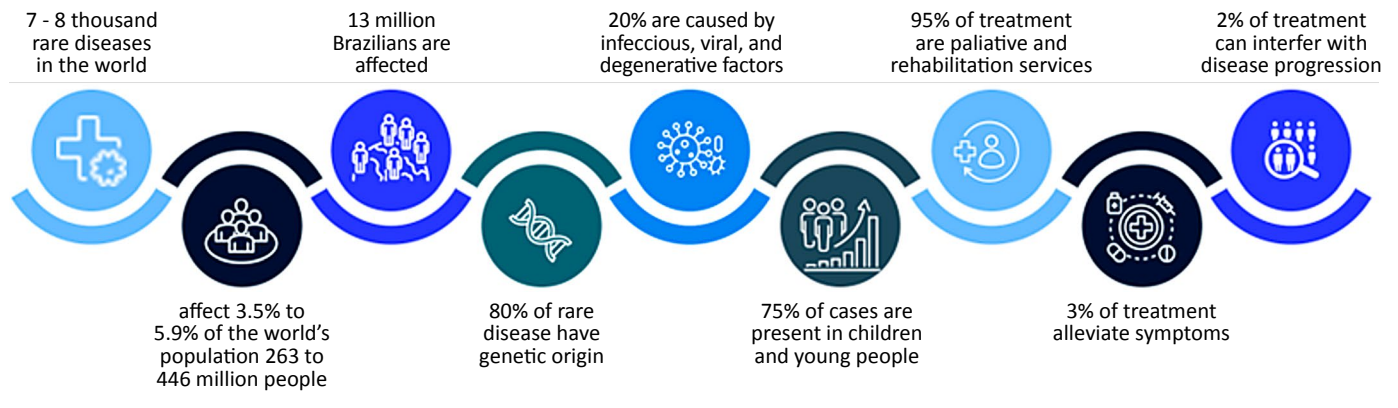 7 - 8 thousand
rare diseases
in the world
affect 3.5% to
5.9% of the world’s
population 263 to
446 million people
13 million
Brazilians are
affected
80% of rare
disease have
genetic origin
20% are caused by
infeccious, viral, and
degenerative factors
75% of cases are
present in children
and young people
95% of treatment
are paliative and
rehabilitation services
3% of treatment
alleviate symptoms
2% of treatment
can interfer with
disease progression